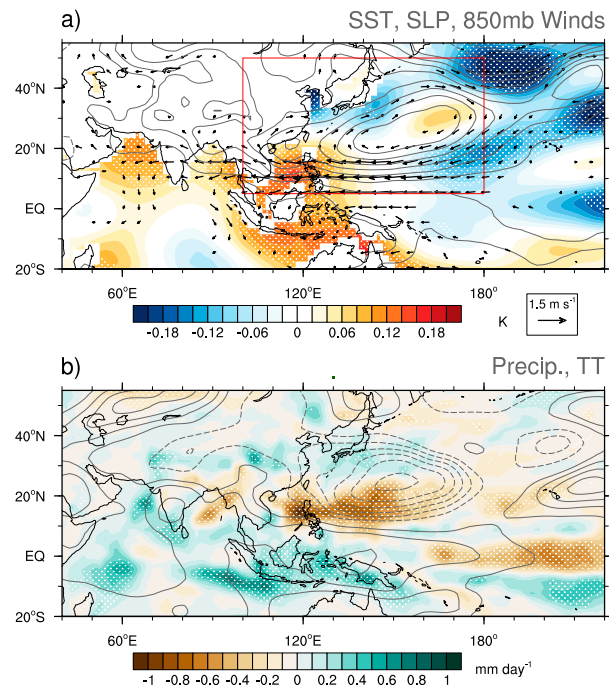 a) SST, SLP, 850mb Winds
40°N
20°N
EQ
20°S
60°E 120°E 180°
-0.18 -0.12 -0.06 0 0.06 0.12 0.18 K
1.5 m s⁻¹
b) Precip., TT
40°N
20°N
EQ
20°S
60°E 120°E 180°
-1 -0.8 -0.6 -0.4 -0.2 0 0.2 0.4 0.6 0.8 1 mm day⁻¹